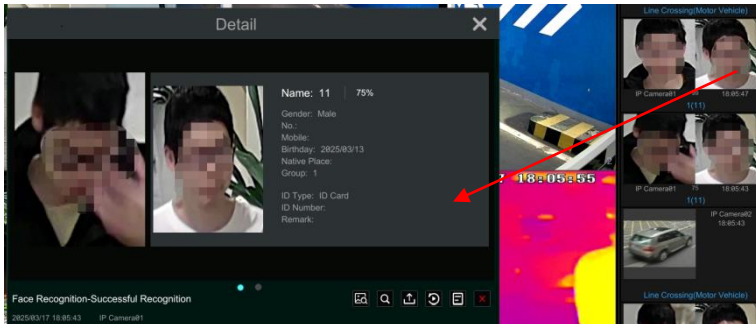 Detail
Name: 11
75%
Gender: Male
No.:
Mobile:
Birthday: 2025/03/13
Native Place:
Group: 1
ID Type: ID Card
ID Number:
Remark:
Face Recognition-Successful Recognition
2025/03/17 18:05:43 IP Camera01
18:05:55
Line Crossing(Motor Vehicle)
IP Camera01
18:05:47
1(11)
IP Camera01 75 18:05:43
1(11)
IP Camera02
18:05:43
Line Crossing(Motor Vehicle)